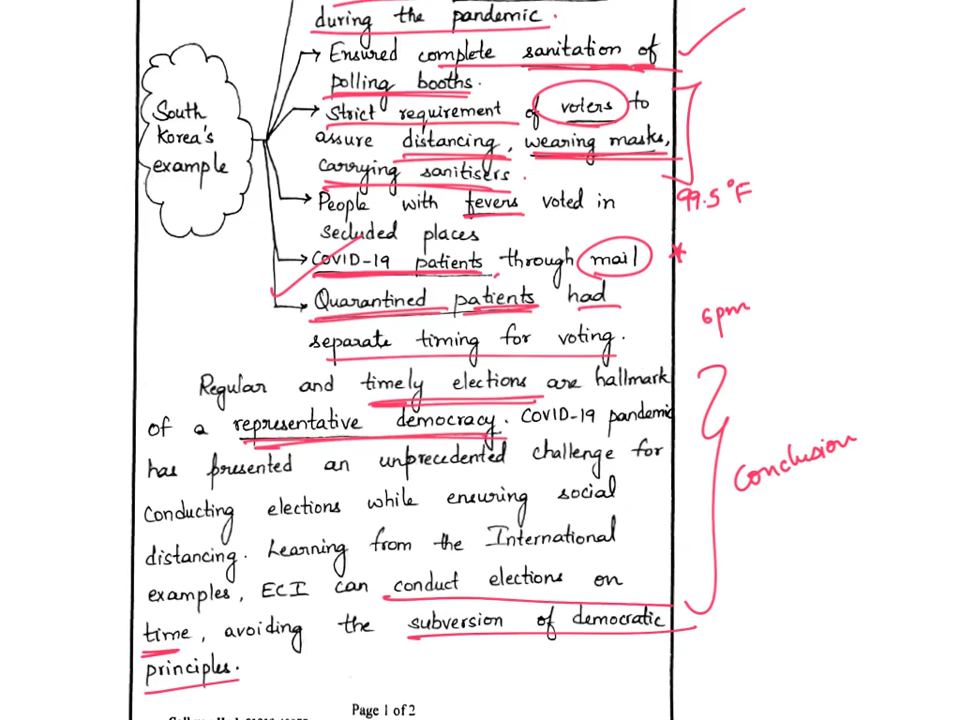 during the pandemic.
Ensured complete sanitation of
polling booths.
South
Korea's
example
Strict requirement of voters to
assure distancing, wearing masks,
carrying sanitisers.
99.5°F
People with fevers voted in
secluded places
COVID-19 patients, through mail
Quarantined patients had
6pm
separate timing for voting.
Regular and timely elections are hallmark
of a representative democracy. COVID-19 pandemic
has presented an unprecedented challenge for
Conclusion
conducting elections while ensuring social
distancing. Learning from the International
examples, ECI can conduct elections on
time, avoiding the subversion of democratic
principles.
Page 1 of 2